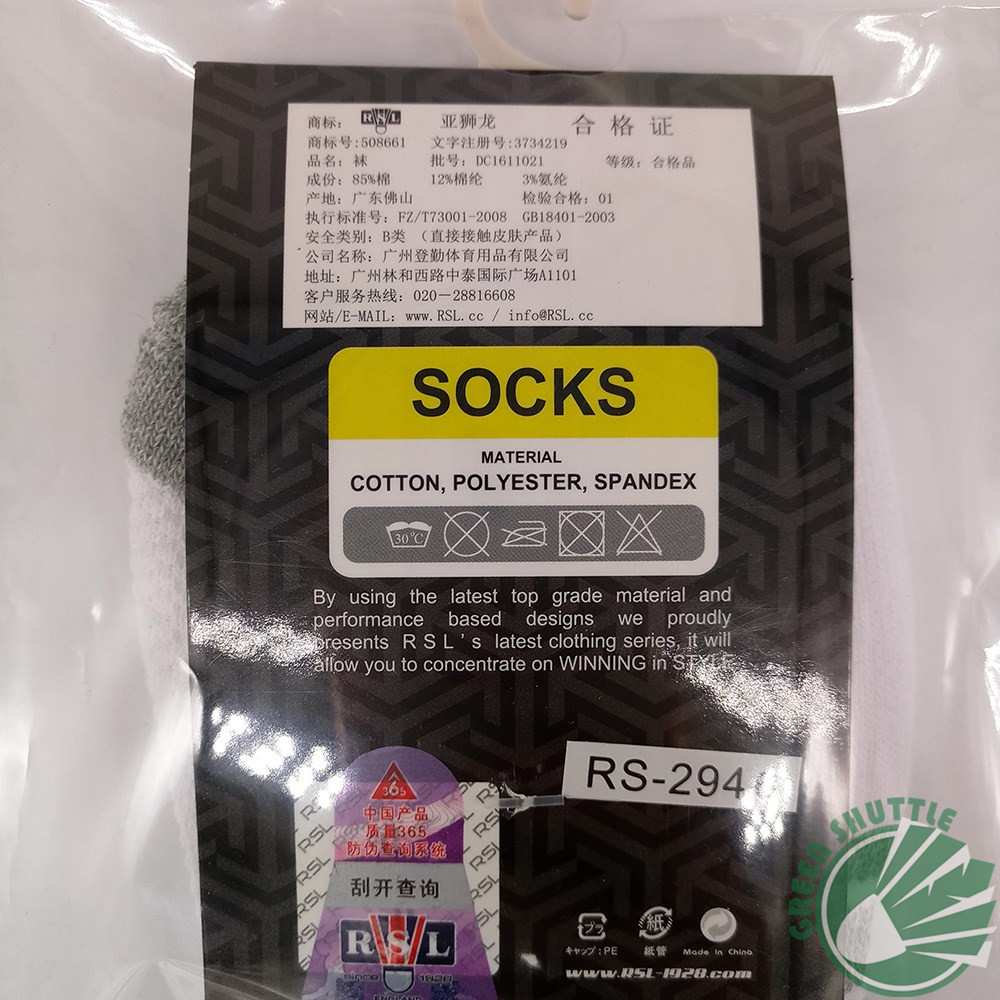 商标: RSL 亚狮龙 合格证
商标号:508661 文字注册号:3734219
品名: 袜 批号: DC1611021 等级: 合格品
成份: 85%棉 12%棉纶 3%氨纶
产地: 广东佛山 检验合格: 01
执行标准号: FZ/T73001-2008 GB18401-2003
安全类别: B类 (直接接触皮肤产品)
公司名称: 广州登勤体育用品有限公司
地址: 广州林和西路中泰国际广场A1101
客户服务热线: 020-28816608
网站/E-MAIL: www.RSL.cc / info@RSL.cc
SOCKS
MATERIAL
COTTON, POLYESTER, SPANDEX
30°C
By using the latest top grade material and
performance based designs we proudly
presents RSL's latest clothing series, it will
allow you to concentrate on WINNING in STYLE
RS-294
365
中国产品
质量365
防伪查询系统
刮开查询
RSL
since 1928
ENGLAND
プラ 紙
キャップ:PE 紙管 Made in China
www.RSL-1928.com
GREEN SHUTTLE